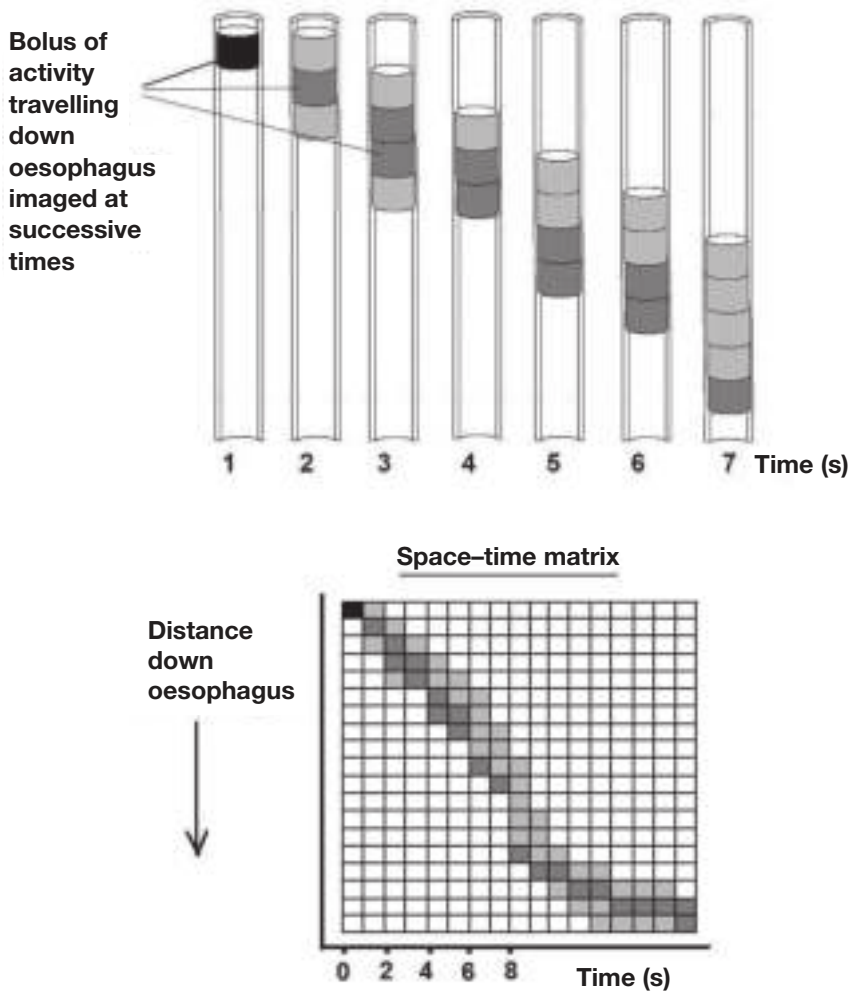 Bolus of
activity
travelling
down
oesophagus
imaged at
successive
times
1 2 3 4 5 6 7 Time (s)
Space–time matrix
Distance
down
oesophagus
0 2 4 6 8 Time (s)